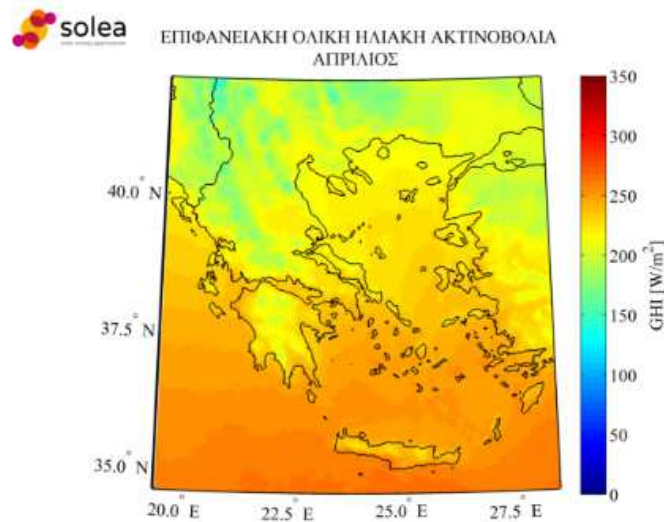 solea
ΕΠΙΦΑΝΕΙΑΚΗ ΟΛΙΚΗ ΗΛΙΑΚΗ ΑΚΤΙΝΟΒΟΛΙΑ
ΑΠΡΙΛΙΟΣ
40.0° N
37.5° N
35.0° N
20.0° E
22.5° E
25.0° E
27.5° E
350
300
250
200
150
100
50
0
GHI [W/m²]